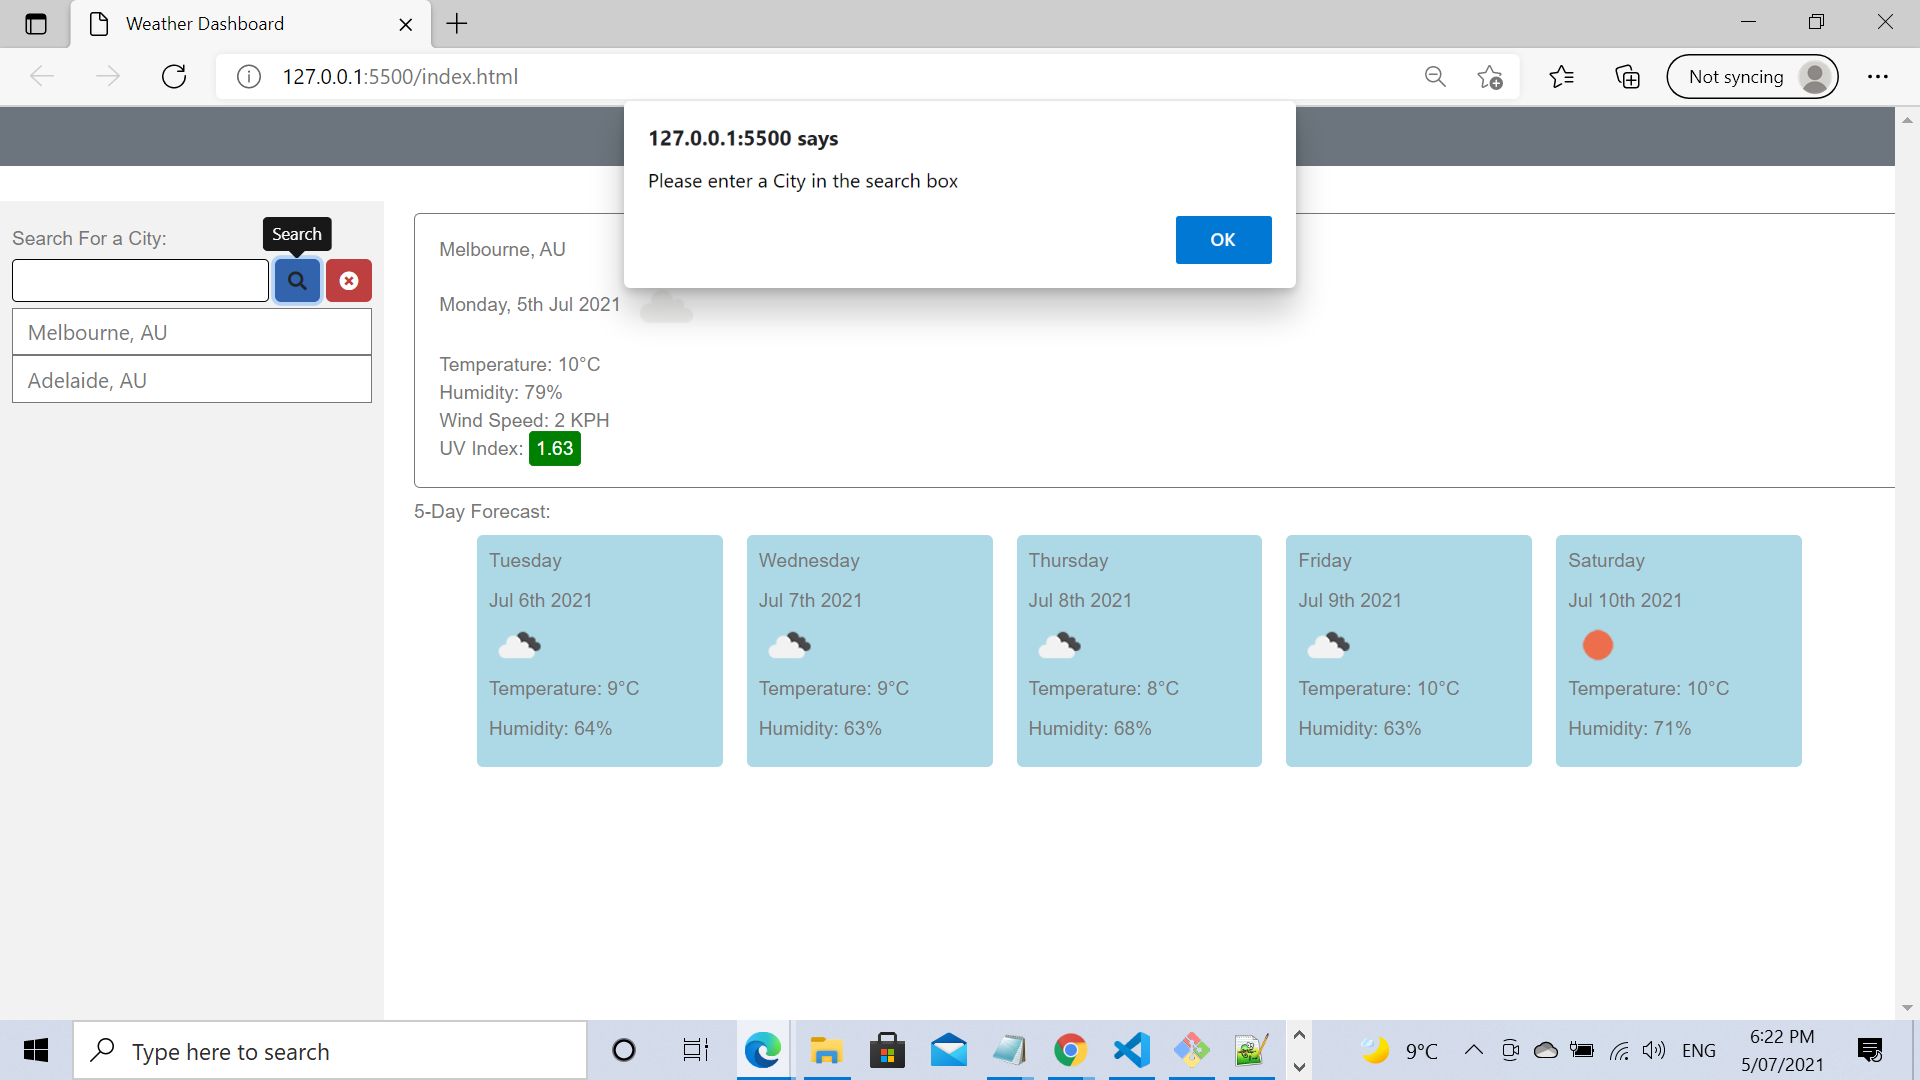 Weather Dashboard
127.0.0.1:5500/index.html
Not syncing
127.0.0.1:5500 says
Please enter a City in the search box
OK
Search For a City:
Search
Melbourne, AU
Adelaide, AU
Melbourne, AU
Monday, 5th Jul 2021
Temperature: 10°C
Humidity: 79%
Wind Speed: 2 KPH
UV Index: 1.63
5-Day Forecast:
Tuesday
Jul 6th 2021
Temperature: 9°C
Humidity: 64%
Wednesday
Jul 7th 2021
Temperature: 9°C
Humidity: 63%
Thursday
Jul 8th 2021
Temperature: 8°C
Humidity: 68%
Friday
Jul 9th 2021
Temperature: 10°C
Humidity: 63%
Saturday
Jul 10th 2021
Temperature: 10°C
Humidity: 71%
Type here to search
9°C
ENG
6:22 PM
5/07/2021